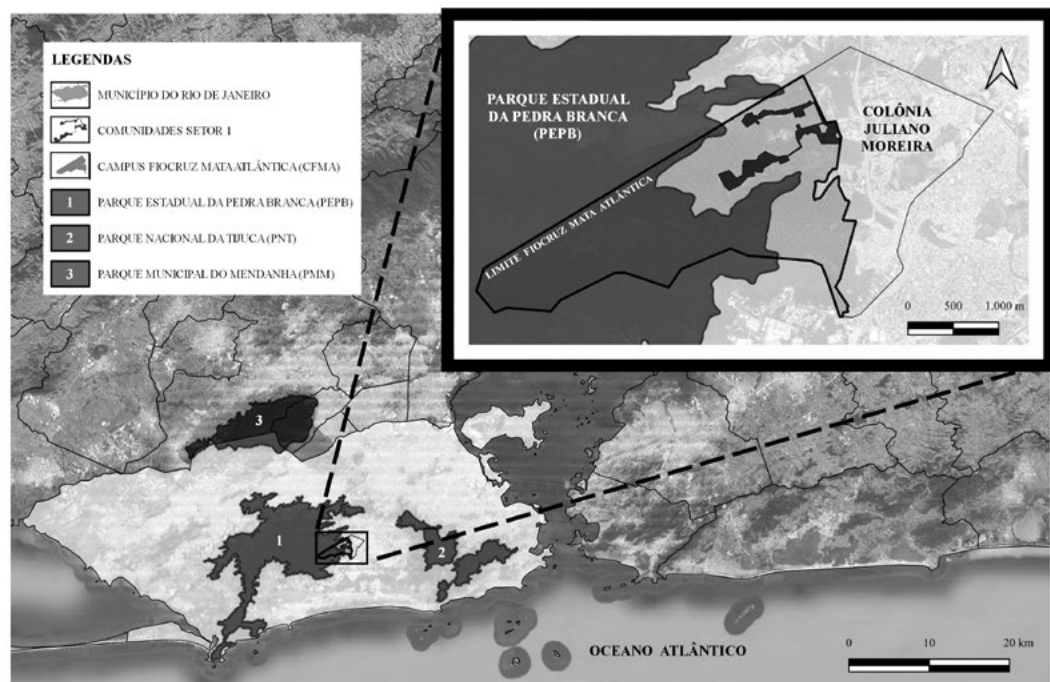 LEGENDAS
MUNICÍPIO DO RIO DE JANEIRO
COMUNIDADES SETOR 1
CAMPUS FIOCRUZ MATA ATLÂNTICA (CFMA)
1 PARQUE ESTADUAL DA PEDRA BRANCA (PEPB)
2 PARQUE NACIONAL DA TIJUCA (PNT)
3 PARQUE MUNICIPAL DO MENDANHA (PMM)
PARQUE ESTADUAL
DA PEDRA BRANCA
(PEPB)
COLÔNIA
JULIANO
MOREIRA
LIMITE FIOCRUZ MATA ATLÂNTICA
0 500 1.000 m
3
1
2
OCEANO ATLÂNTICO
0 10 20 km